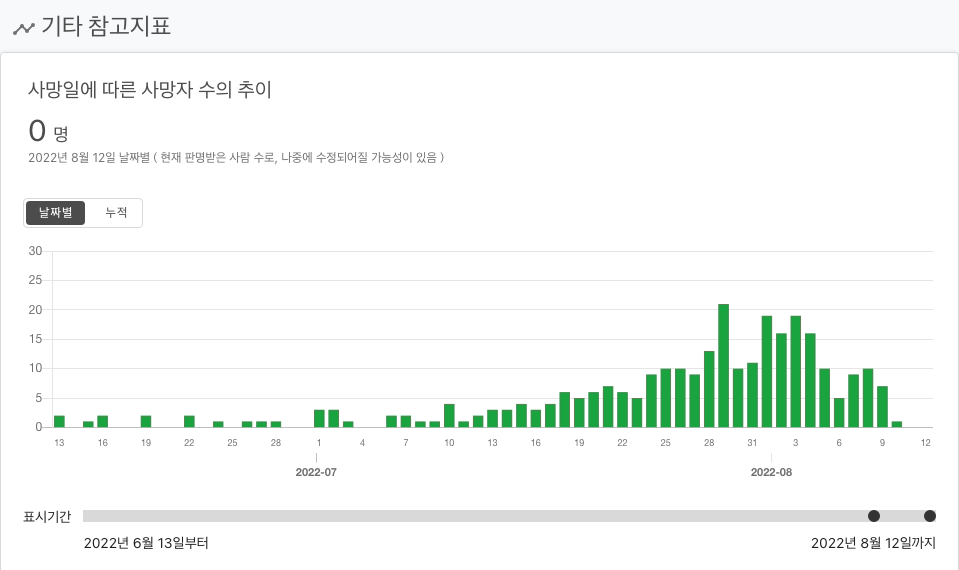 기타 참고지표
사망일에 따른 사망자 수의 추이
0 명
2022년 8월 12일 날짜별 ( 현재 판명받은 사람 수로, 나중에 수정되어질 가능성이 있음 )
날짜별 누적
30
25
20
15
10
5
0
13 16 19 22 25 28 1 4 7 10 13 16 19 22 25 28 31 3 6 9 12
2022-07 2022-08
표시기간
2022년 6월 13일부터 2022년 8월 12일까지